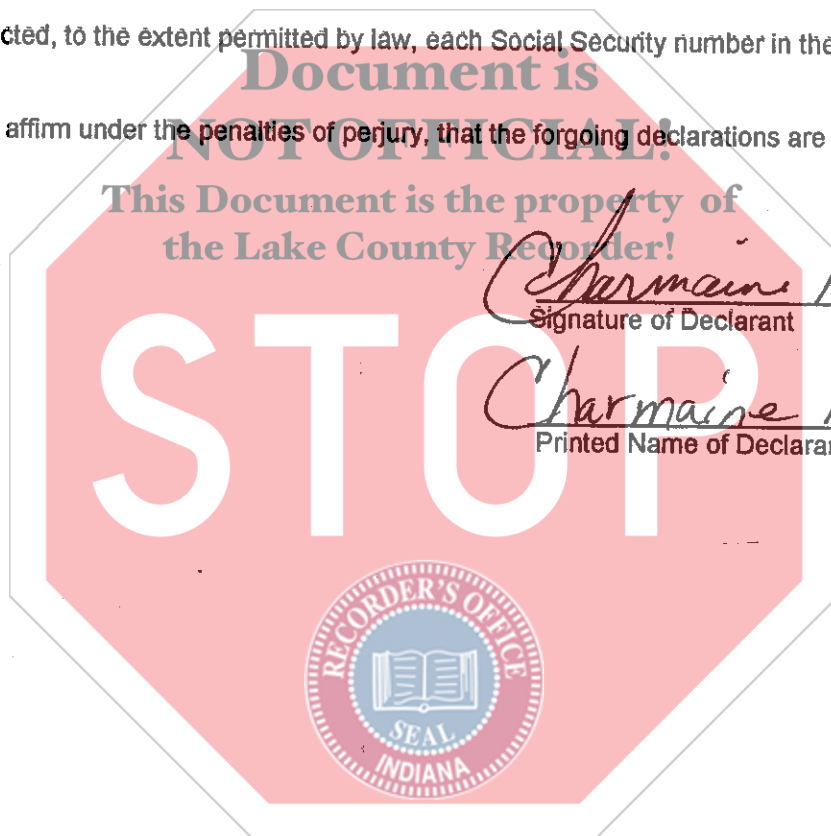 cted, to the extent permitted by law, each Social Security number in the
Document is
affirm under the penalties of perjury, that the forgoing declarations are
NOT OFFICIAL!
This Document is the property of
the Lake County Recorder!
Charmaine
Signature of Declarant
STOP
Charmaine
Printed Name of Declaran
RECORDER'S OFFICE
SEAL
INDIANA